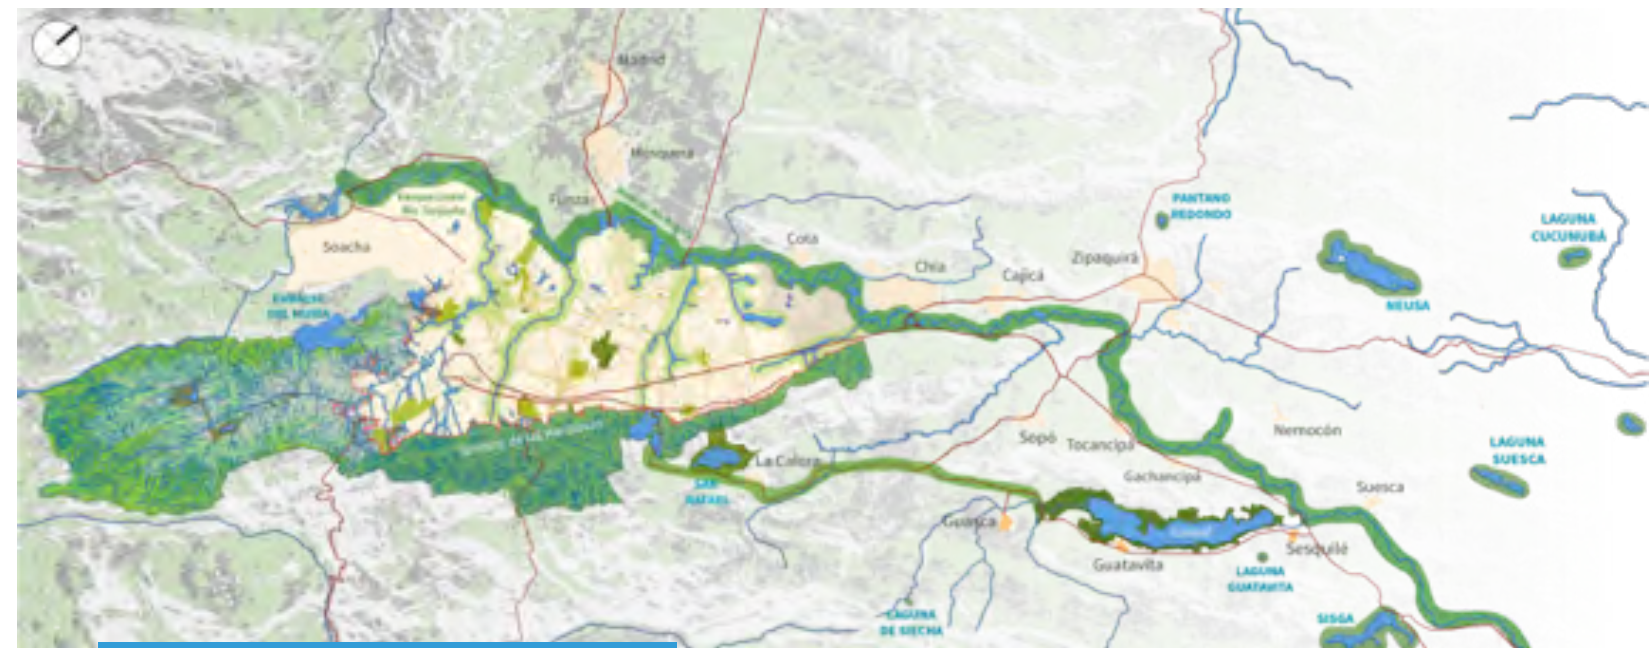 Madrid
Mosquera
Funza
Soacha
EMBALSE
DEL MUÑA
Cota
Chía
Cajicá
Zipaquirá
PANTANO
REDONDO
NEUSA
LAGUNA
CUCUNUBÁ
LAGUNA
SUESCA
Sopó
Tocancipá
Nemocón
Gachancipá
Suesca
La Calera
SAN
RAFAEL
Guasca
Guatavita
Sesquilé
LAGUNA
GUATAVITA
LAGUNA
DE SIECHA
SISGA